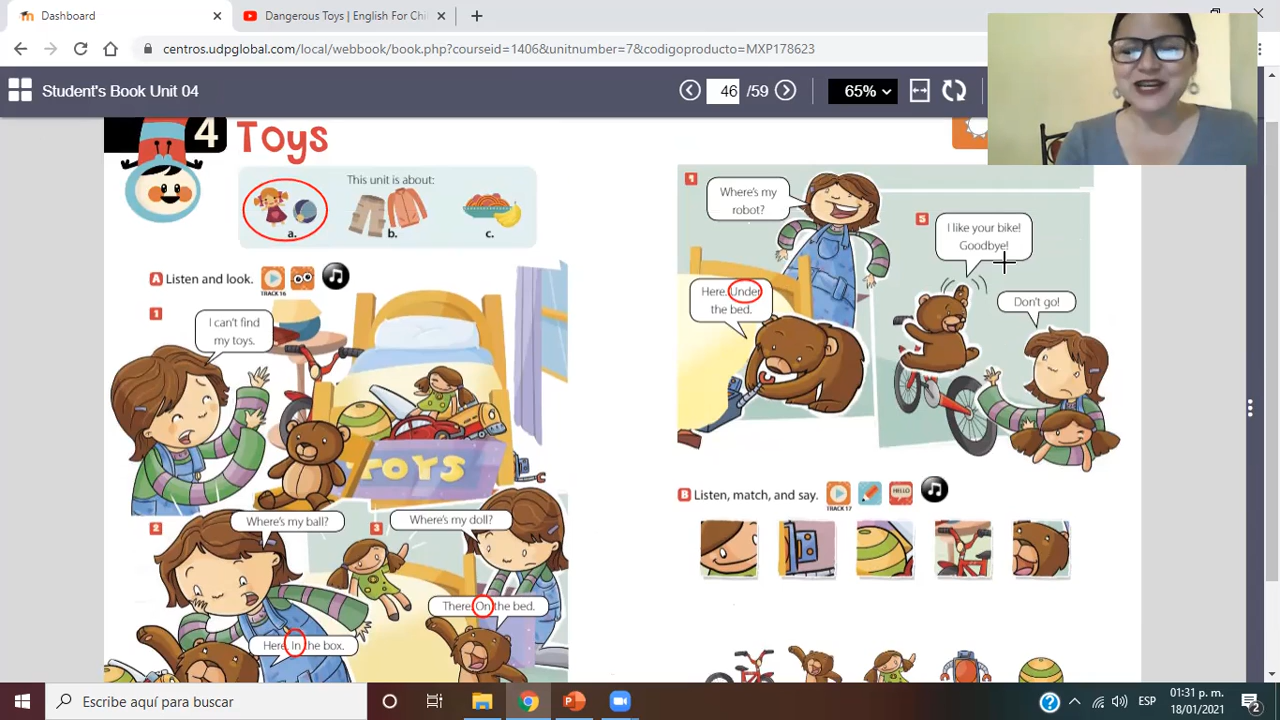 Dashboard
Dangerous Toys | English For Chi
centros.udpglobal.com/local/webbook/book.php?courseid=1406&unitnumber=7&codigoproducto=MXP178623
Student's Book Unit 04
46 /59
65%
4 Toys
This unit is about:
a. b. c.
A Listen and look.
TRACK 16
1
I can't find
my toys.
TOYS
2
Where's my ball?
Here. In the box.
3
Where's my doll?
There. On the bed.
Where's my
robot?
Here. Under
the bed.
5
I like your bike!
Goodbye!
Don't go!
B Listen, match, and say.
TRACK 17
HELLO
Escribe aquí para buscar
ESP
01:31 p. m.
18/01/2021
2